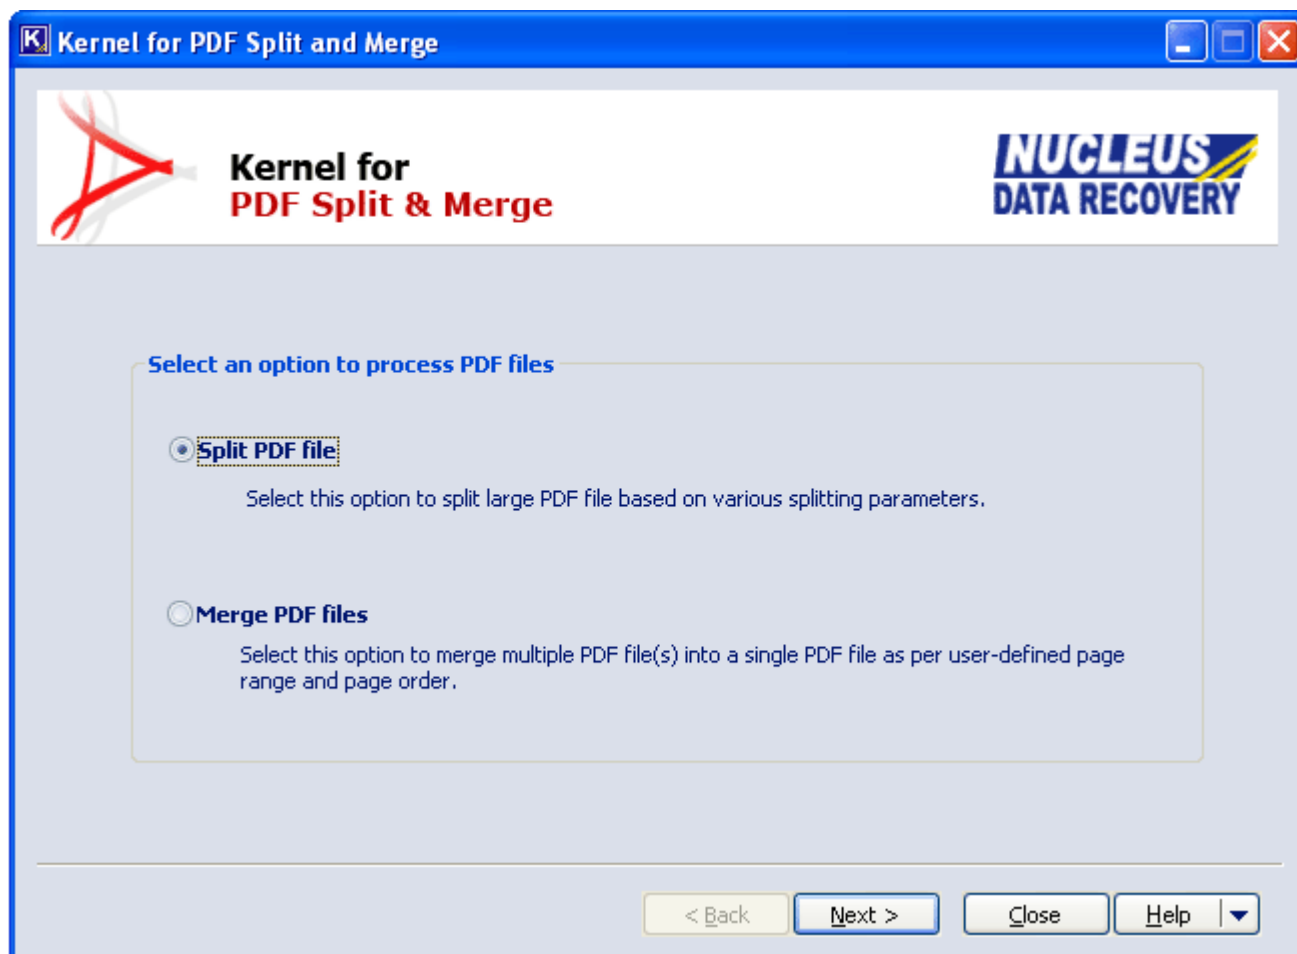 Kernel for PDF Split and Merge
Kernel for
PDF Split & Merge
NUCLEUS
DATA RECOVERY
Select an option to process PDF files
Split PDF file
Select this option to split large PDF file based on various splitting parameters.
Merge PDF files
Select this option to merge multiple PDF file(s) into a single PDF file as per user-defined page
range and page order.
< Back Next > Close Help